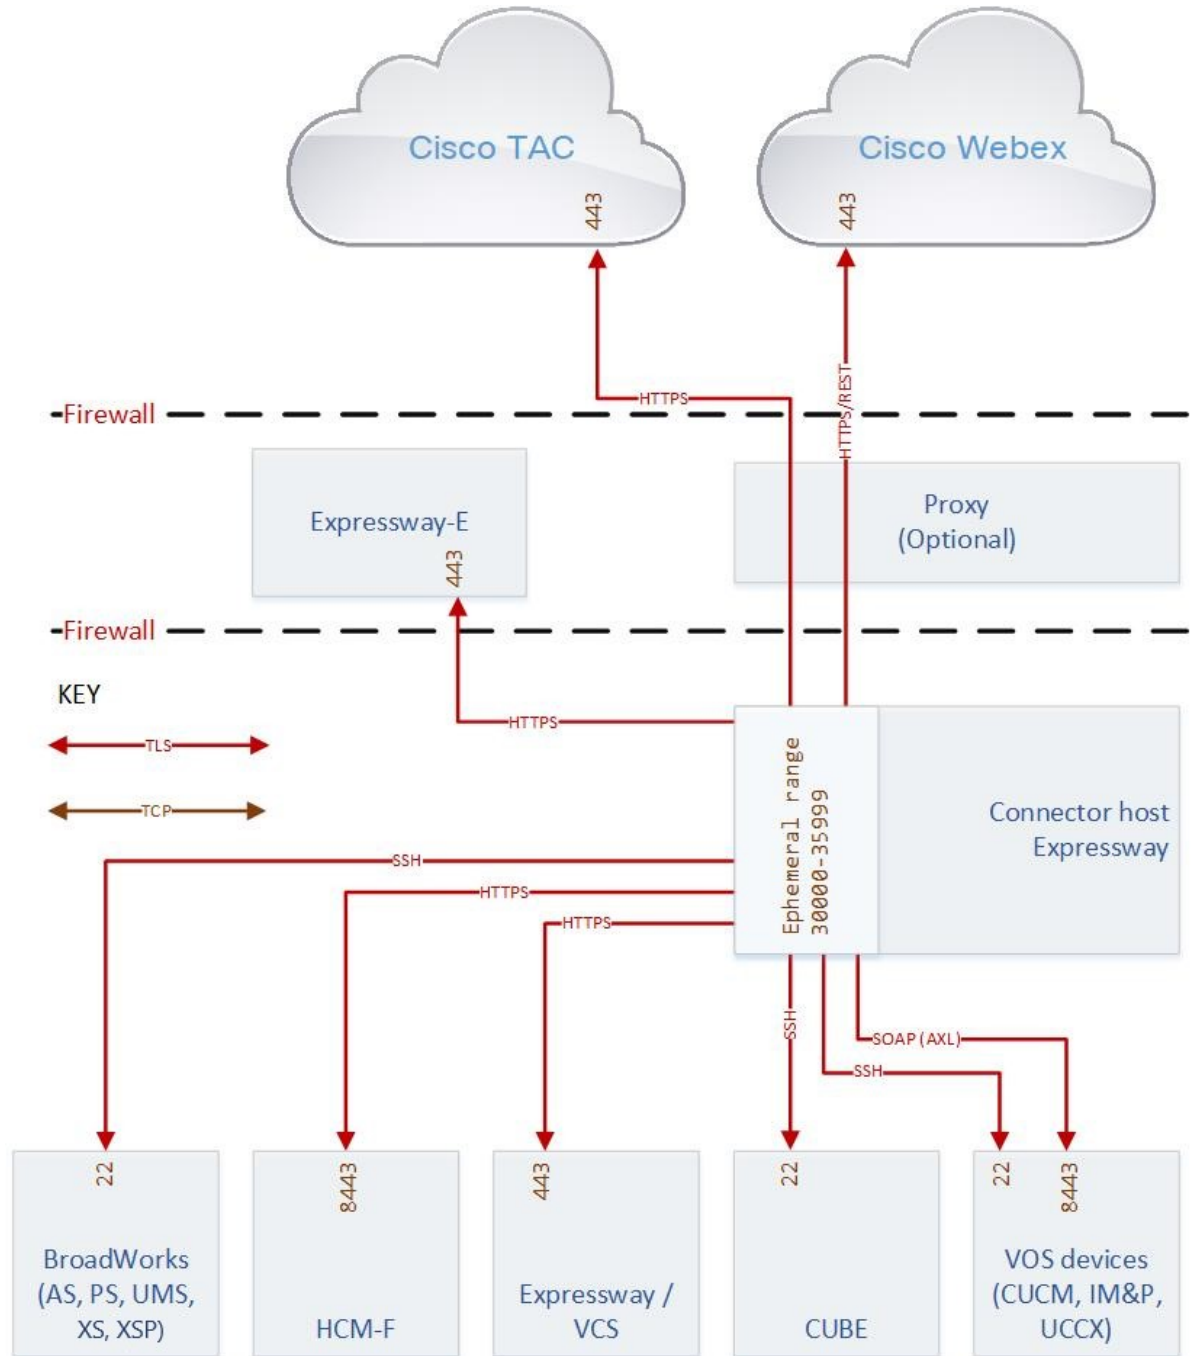 Cisco TAC
Cisco Webex
443
443
HTTPS
HTTPS/REST
Firewall
Expressway-E
443
Proxy
(Optional)
Firewall
KEY
TLS
TCP
HTTPS
Ephemeral range
30000-35999
Connector host
Expressway
SSH
HTTPS
HTTPS
SSH
SOAP (AXL)
SSH
22
BroadWorks
(AS, PS, UMS,
XS, XSP)
8443
HCM-F
443
Expressway /
VCS
22
CUBE
22
8443
VOS devices
(CUCM, IM&P,
UCCX)